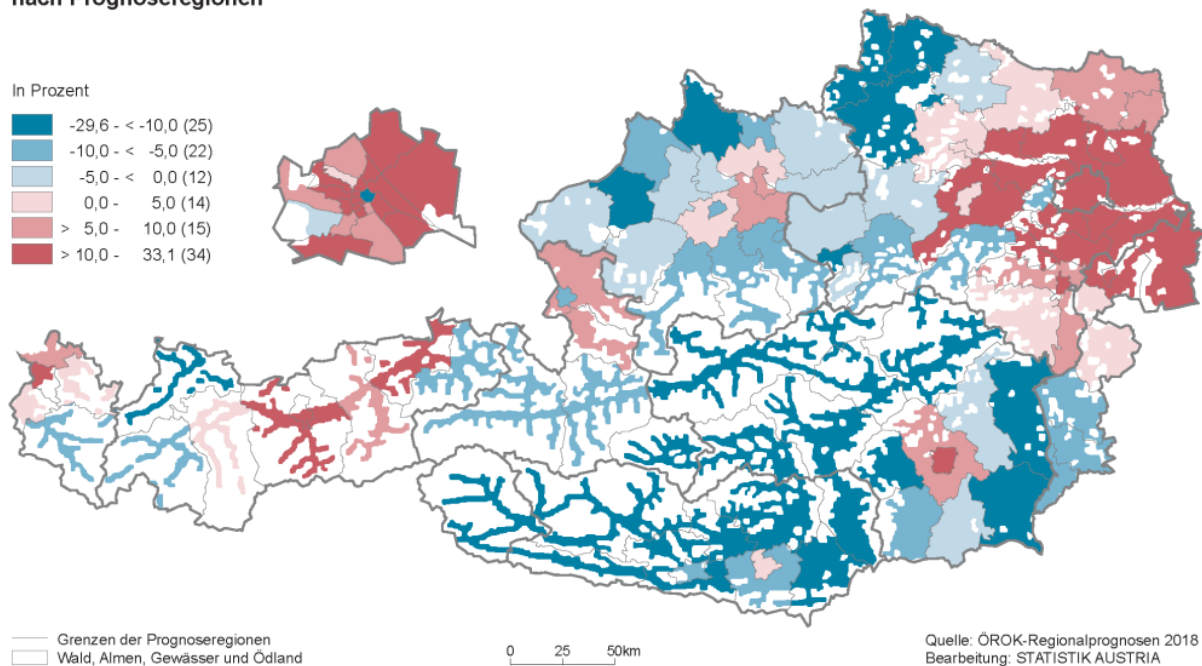 nach Prognoseregionen
In Prozent
-29,6 - < -10,0 (25)
-10,0 - < -5,0 (22)
-5,0 - < 0,0 (12)
0,0 - 5,0 (14)
> 5,0 - 10,0 (15)
> 10,0 - 33,1 (34)
Grenzen der Prognoseregionen
Wald, Almen, Gewässer und Ödland
0 25 50km
Quelle: ÖROK-Regionalprognosen 2018
Bearbeitung: STATISTIK AUSTRIA